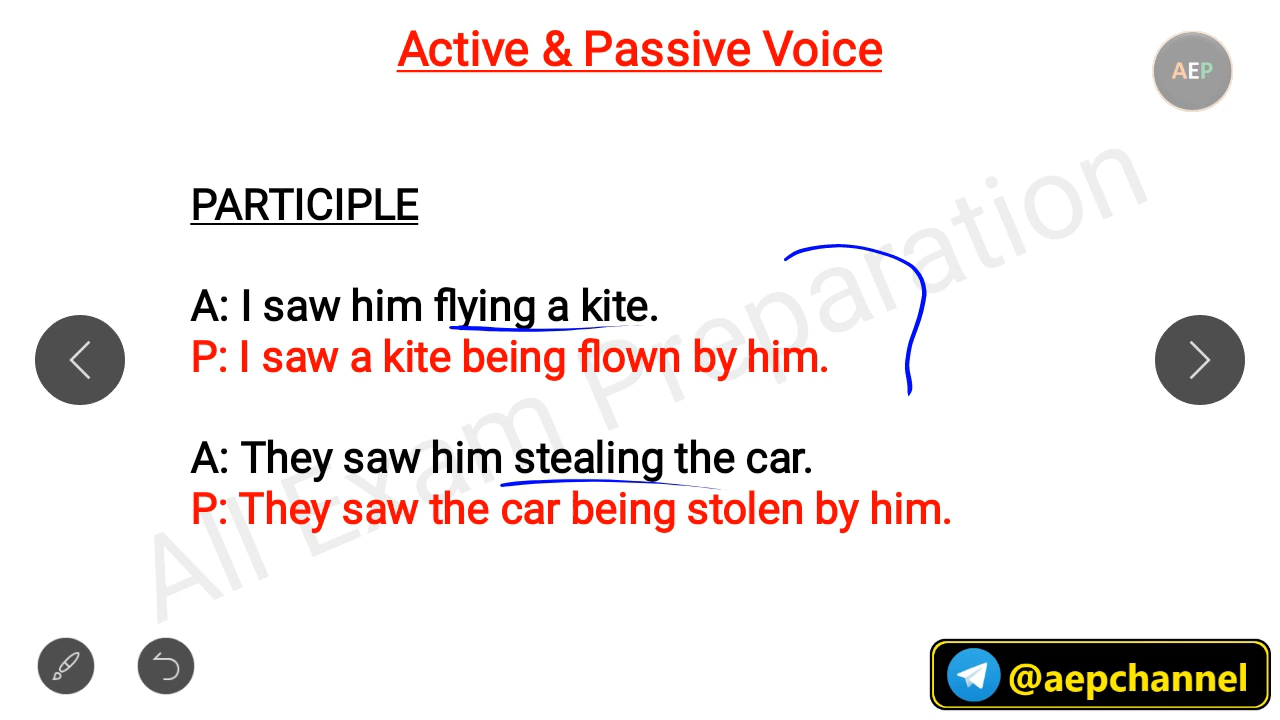 Active & Passive Voice
AEP
PARTICIPLE
A: I saw him flying a kite.
P: I saw a kite being flown by him.
A: They saw him stealing the car.
P: They saw the car being stolen by him.
All Exam Preparation
@aepchannel